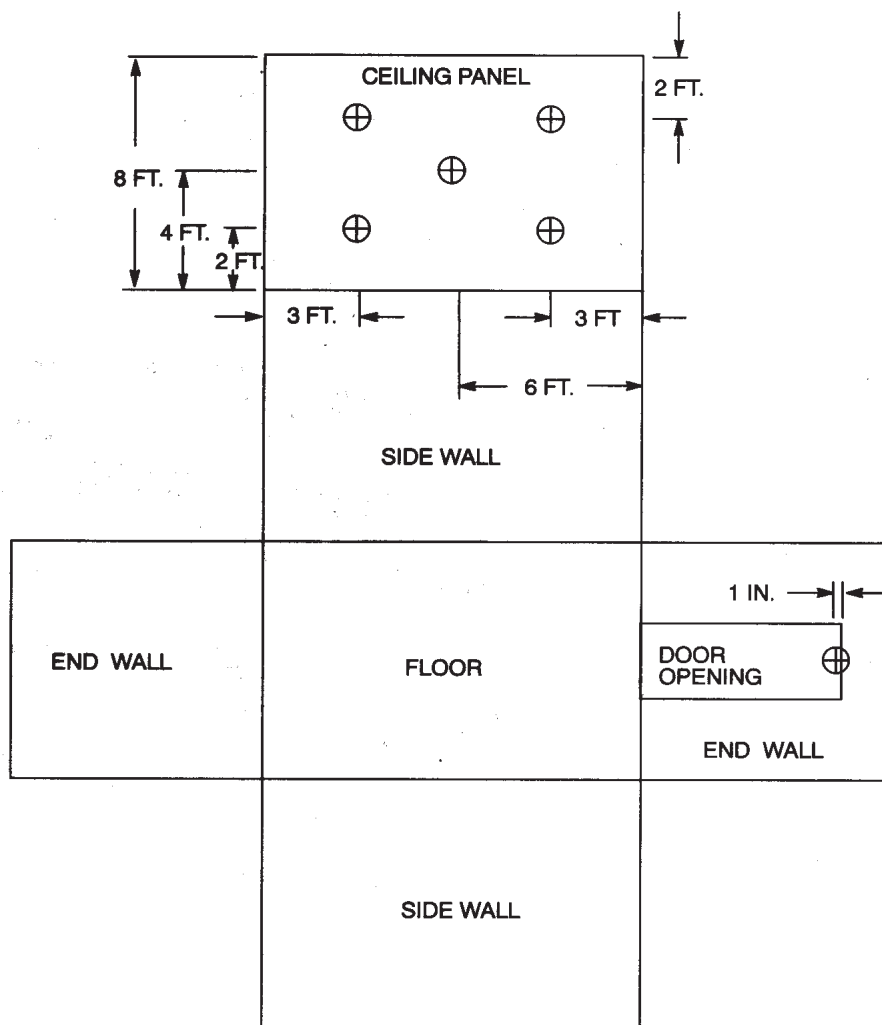 CEILING PANEL
2 FT.
8 FT.
4 FT.
2 FT.
3 FT.
3 FT
6 FT.
SIDE WALL
1 IN.
END WALL
FLOOR
DOOR
OPENING
END WALL
SIDE WALL